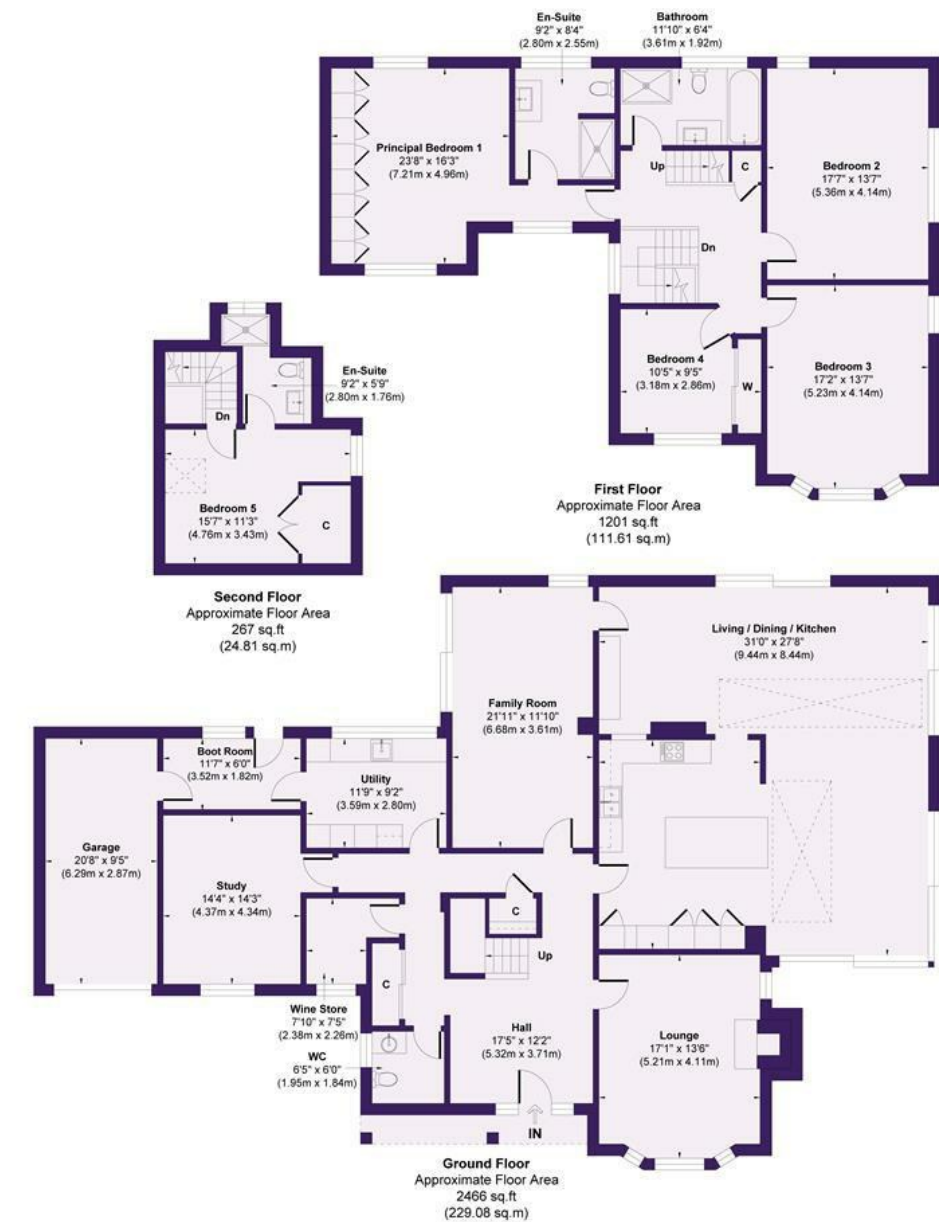 En-Suite
9'2" x 8'4"
(2.80m x 2.55m)
Bathroom
11'10" x 6'4"
(3.61m x 1.92m)
Principal Bedroom 1
23'8" x 16'3"
(7.21m x 4.96m)
Up
C
Bedroom 2
17'7" x 13'7"
(5.36m x 4.14m)
Dn
Bedroom 4
10'5" x 9'5"
(3.18m x 2.86m)
W
Bedroom 3
17'2" x 13'7"
(5.23m x 4.14m)
First Floor
Approximate Floor Area
1201 sq.ft
(111.61 sq.m)
En-Suite
9'2" x 5'9"
(2.80m x 1.76m)
Dn
Bedroom 5
15'7" x 11'3"
(4.76m x 3.43m)
C
Second Floor
Approximate Floor Area
267 sq.ft
(24.81 sq.m)
Living / Dining / Kitchen
31'0" x 27'8"
(9.44m x 8.44m)
Family Room
21'11" x 11'10"
(6.68m x 3.61m)
Boot Room
11'7" x 6'0"
(3.52m x 1.82m)
Utility
11'9" x 9'2"
(3.59m x 2.80m)
Garage
20'8" x 9'5"
(6.29m x 2.87m)
Study
14'4" x 14'3"
(4.37m x 4.34m)
C
Up
C
Wine Store
7'10" x 7'5"
(2.38m x 2.26m)
WC
6'5" x 6'0"
(1.95m x 1.84m)
Hall
17'5" x 12'2"
(5.32m x 3.71m)
Lounge
17'1" x 13'6"
(5.21m x 4.11m)
IN
Ground Floor
Approximate Floor Area
2466 sq.ft
(229.08 sq.m)